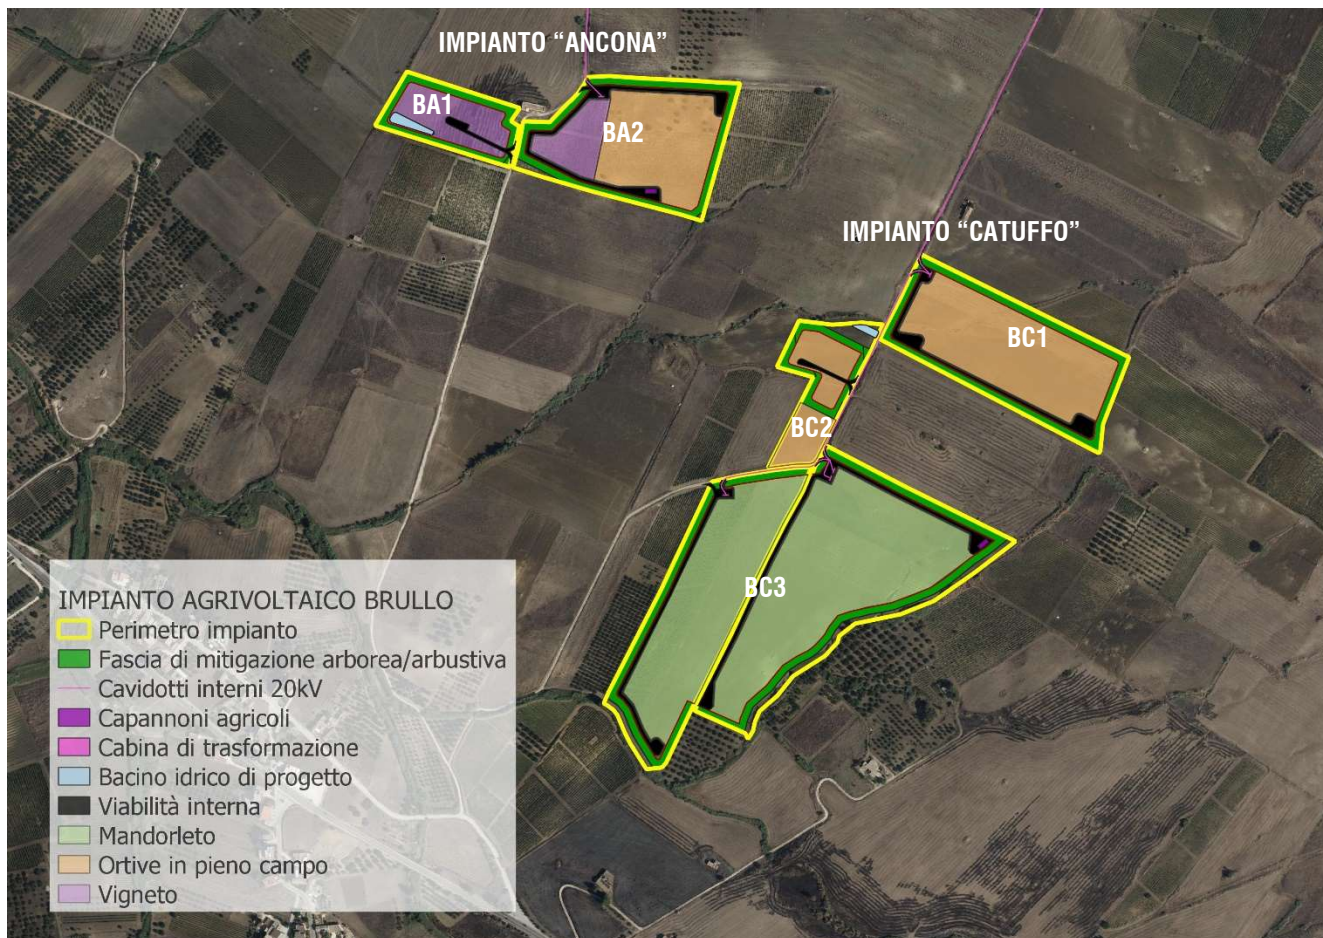 IMPIANTO “ANCONA”
BA1
BA2
IMPIANTO “CATUFFO”
BC1
BC2
BC3
IMPIANTO AGRIVOLTAICO BRULLO
Perimetro impianto
Fascia di mitigazione arborea/arbustiva
Cavidotti interni 20kV
Capannoni agricoli
Cabina di trasformazione
Bacino idrico di progetto
Viabilità interna
Mandorleto
Ortive in pieno campo
Vigneto